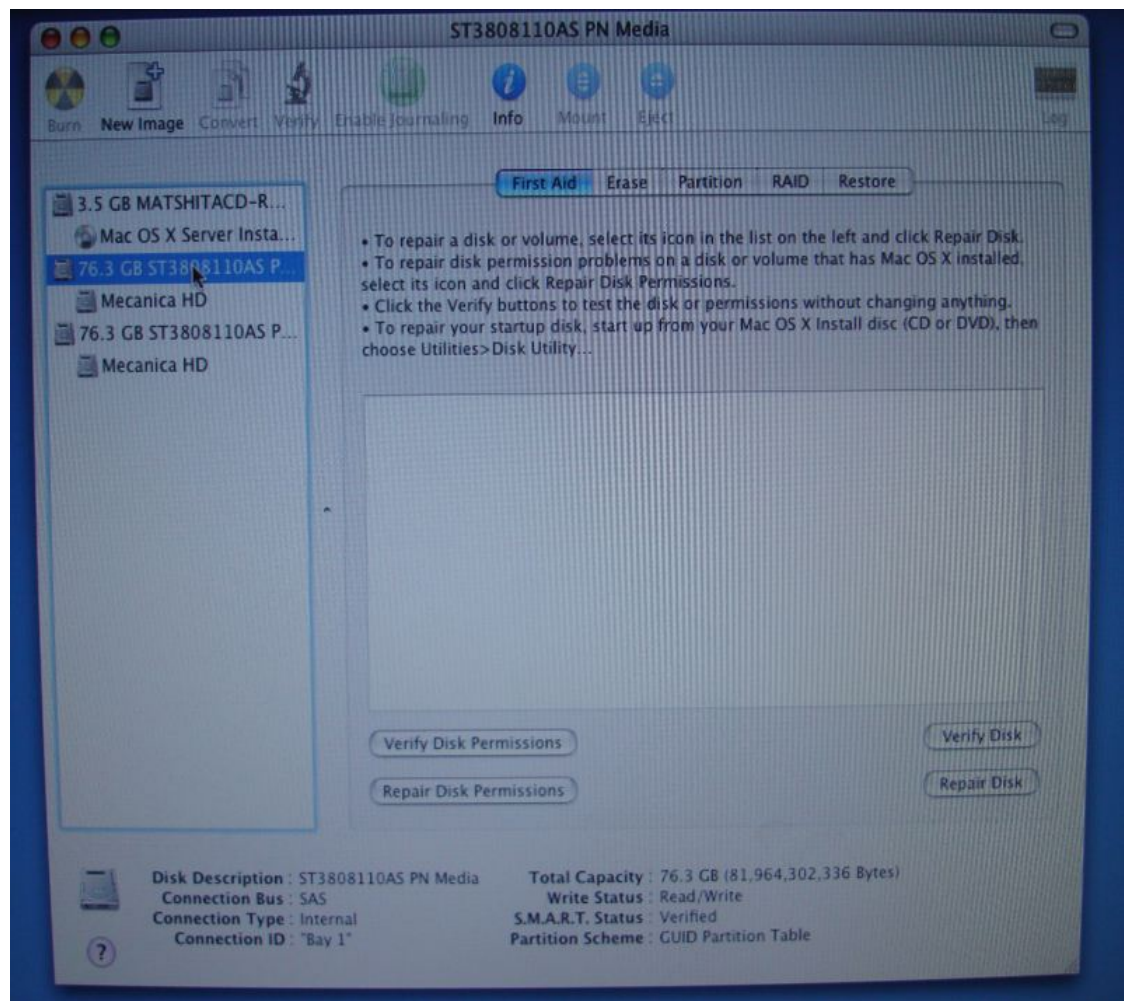 ST3808110AS PN Media
Burn New Image Convert Verify Enable Journaling Info Mount Eject Log
First Aid Erase Partition RAID Restore
3.5 GB MATSHITACD-R...
Mac OS X Server Insta...
76.3 GB ST3808110AS P...
Mecanica HD
76.3 GB ST3808110AS P...
Mecanica HD
• To repair a disk or volume, select its icon in the list on the left and click Repair Disk.
• To repair disk permission problems on a disk or volume that has Mac OS X installed,
select its icon and click Repair Disk Permissions.
• Click the Verify buttons to test the disk or permissions without changing anything.
• To repair your startup disk, start up from your Mac OS X Install disc (CD or DVD), then
choose Utilities>Disk Utility...
Verify Disk Permissions Verify Disk
Repair Disk Permissions Repair Disk
Disk Description : ST3808110AS PN Media
Connection Bus : SAS
Connection Type : Internal
Connection ID : "Bay 1"
Total Capacity : 76.3 GB (81,964,302,336 Bytes)
Write Status : Read/Write
S.M.A.R.T. Status : Verified
Partition Scheme : GUID Partition Table
?